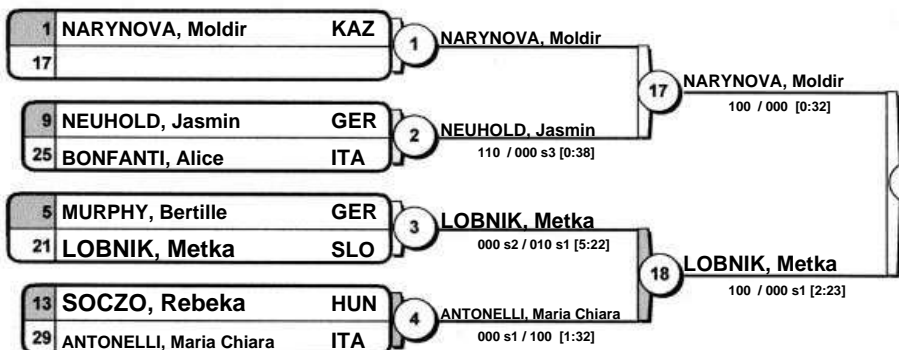 1 NARYNOVA, Moldir KAZ
17
1
NARYNOVA, Moldir
9 NEUHOLD, Jasmin GER
25 BONFANTI, Alice ITA
2
NEUHOLD, Jasmin
110 / 000 s3 [0:38]
17
NARYNOVA, Moldir
100 / 000 [0:32]
5 MURPHY, Bertille GER
21 LOBNIK, Metka SLO
3
LOBNIK, Metka
000 s2 / 010 s1 [5:22]
13 SOCZO, Rebeka HUN
29 ANTONELLI, Maria Chiara ITA
4
ANTONELLI, Maria Chiara
000 s1 / 100 [1:32]
18
LOBNIK, Metka
100 / 000 s1 [2:23]